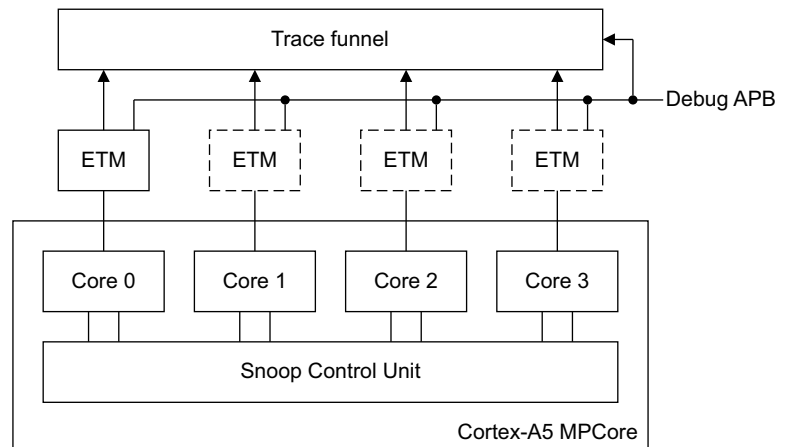 Trace funnel
Debug APB
ETM
ETM
ETM
ETM
Core 0
Core 1
Core 2
Core 3
Snoop Control Unit
Cortex-A5 MPCore